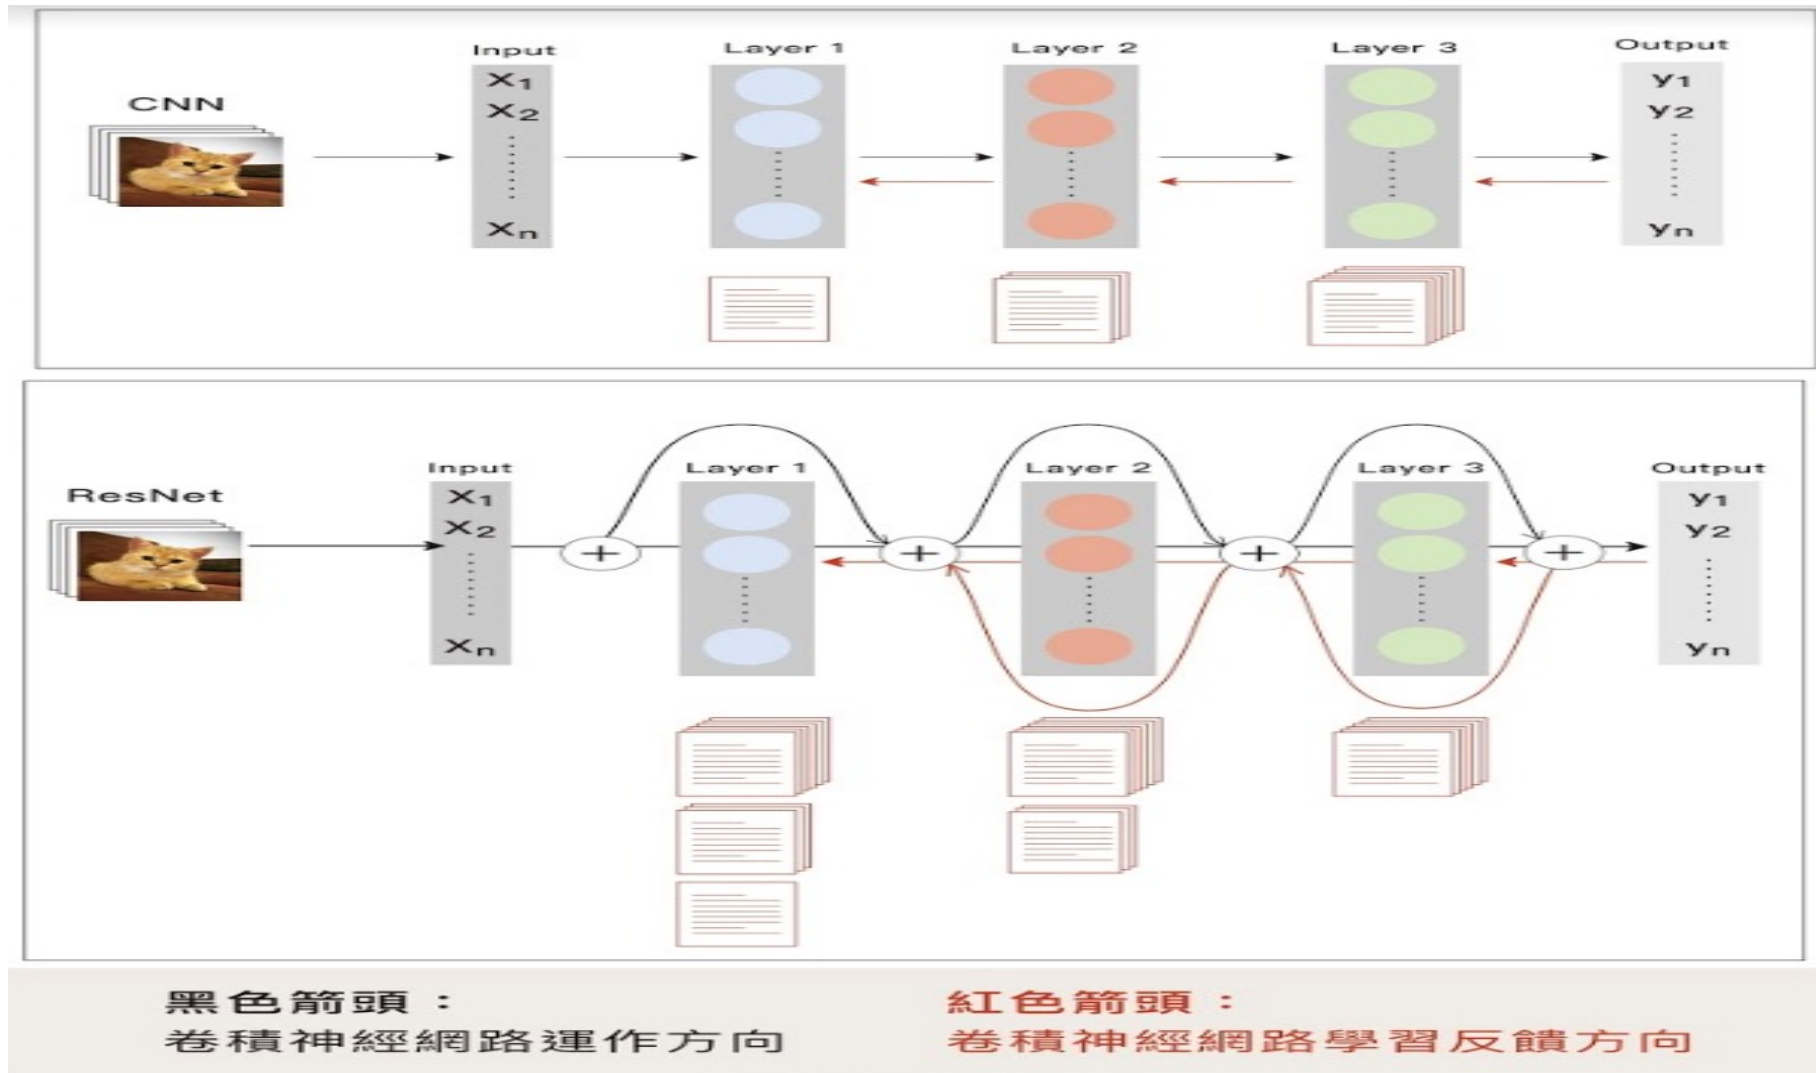 Input
Layer 1
Layer 2
Layer 3
Output
CNN
x1
x2
xn
y1
y2
yn
Input
Layer 1
Layer 2
Layer 3
Output
ResNet
x1
x2
xn
+
+
+
+
y1
y2
yn
黑色箭頭：
卷積神經網路運作方向
紅色箭頭：
卷積神經網路學習反饋方向